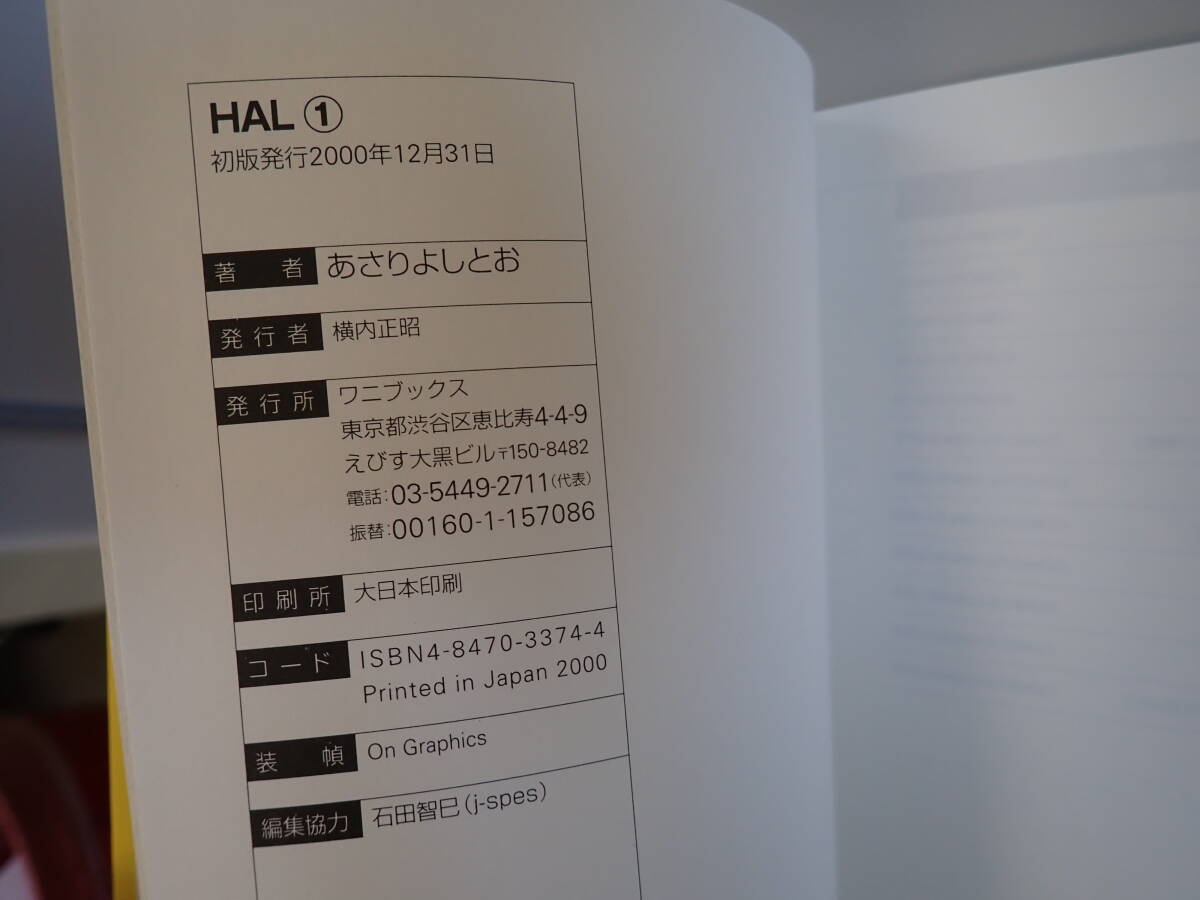 HAL ①
初版発行2000年12月31日
著者 あさりよしとお
発行者 横内正昭
発行所 ワニブックス
東京都渋谷区恵比寿4-4-9
えびす大黑ビル〒150-8482
電話:03-5449-2711(代表)
振替:00160-1-157086
印刷所 大日本印刷
コード ISBN4-8470-3374-4
Printed in Japan 2000
装幀 On Graphics
編集協力 石田智巳(j-spes)